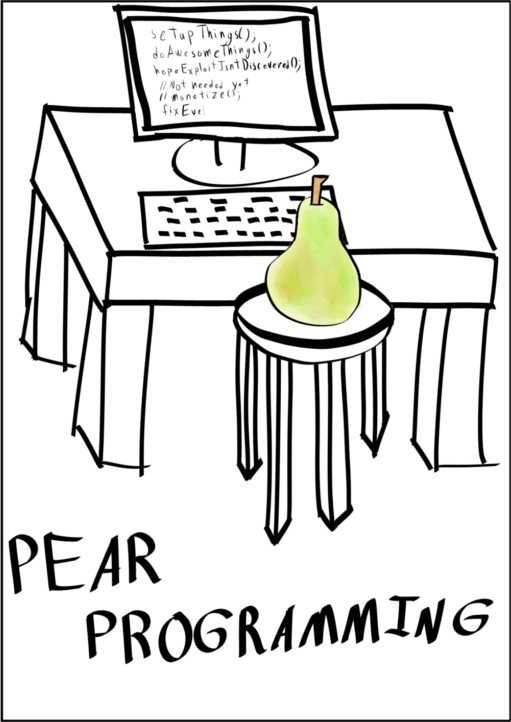 setupThings();
doAwesomeThings();
hopeExploitIsntDiscovered();
//Not needed yet
// monetize();
fixEve
PEAR
PROGRAMMING